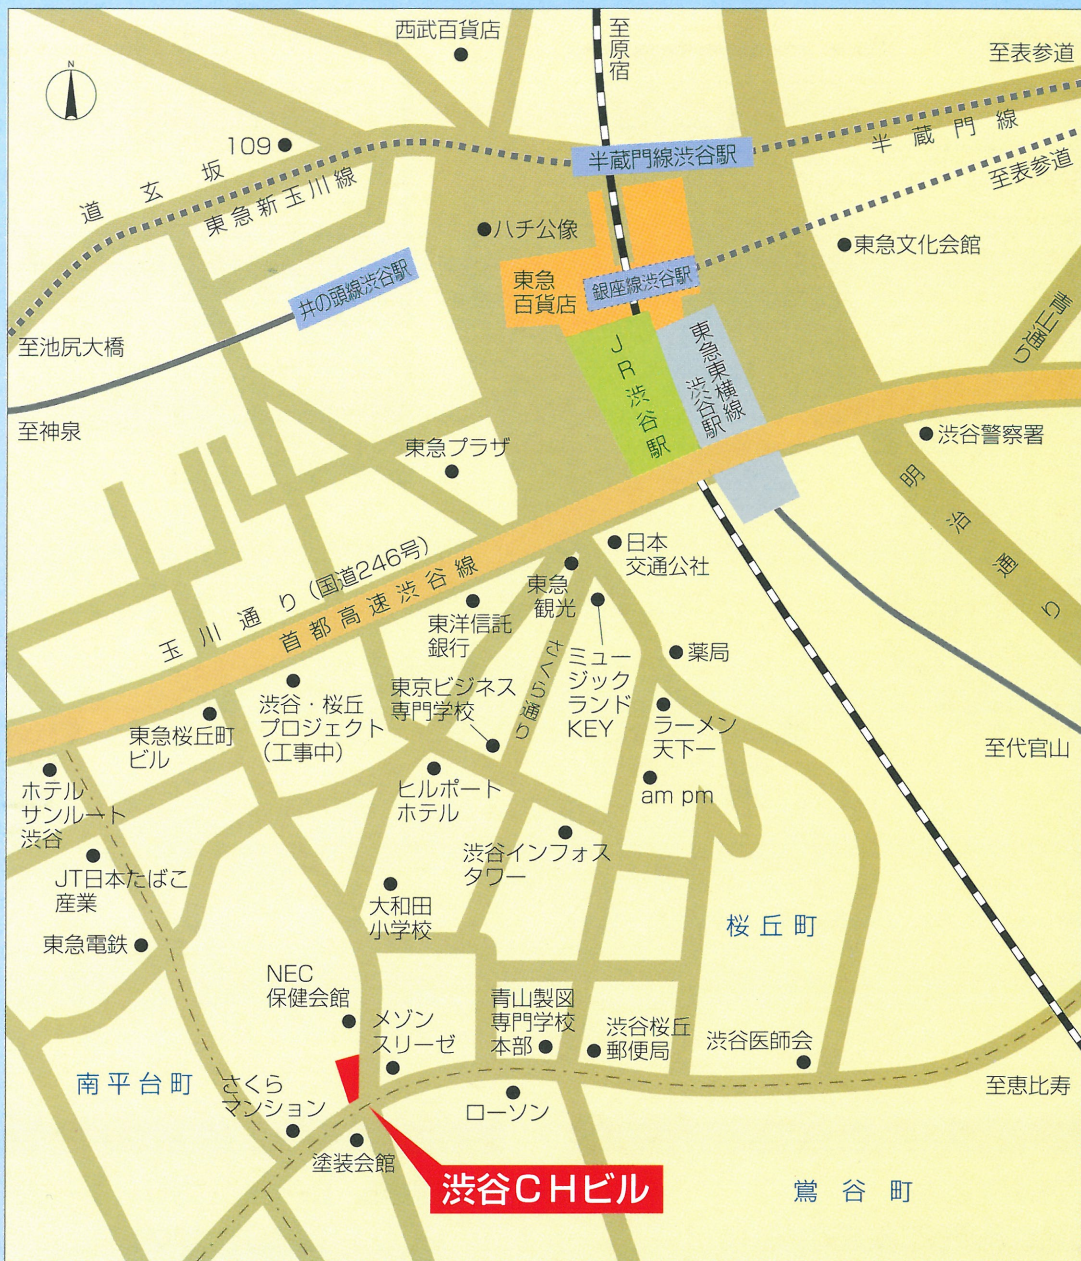 西武百貨店
至原宿
至表参道
N
109
道玄坂
東急新玉川線
半蔵門線渋谷駅
半蔵門線
至表参道
ハチ公像
東急文化会館
井の頭線渋谷駅
東急
百貨店
銀座線渋谷駅
青山通り
至池尻大橋
JR渋谷駅
東急東横線
渋谷駅
至神泉
東急プラザ
渋谷警察署
明治通り
玉川通り(国道246号)
首都高速渋谷線
日本
交通公社
東急
観光
東洋信託
銀行
さくら通り
ミュー
ジック
ランド
KEY
薬局
渋谷・桜丘
プロジェクト
(工事中)
東京ビジネス
専門学校
東急桜丘町
ビル
ラーメン
天下一
至代官山
ホテル
サンルート
渋谷
ヒルポート
ホテル
am pm
渋谷インフォス
タワー
JT日本たばこ
産業
大和田
小学校
桜丘町
東急電鉄
NEC
保健会館
メゾン
スリーゼ
青山製図
専門学校
本部
渋谷桜丘
郵便局
渋谷医師会
南平台町
さくら
マンション
ローソン
至恵比寿
塗装会館
渋谷CHビル
鶯谷町